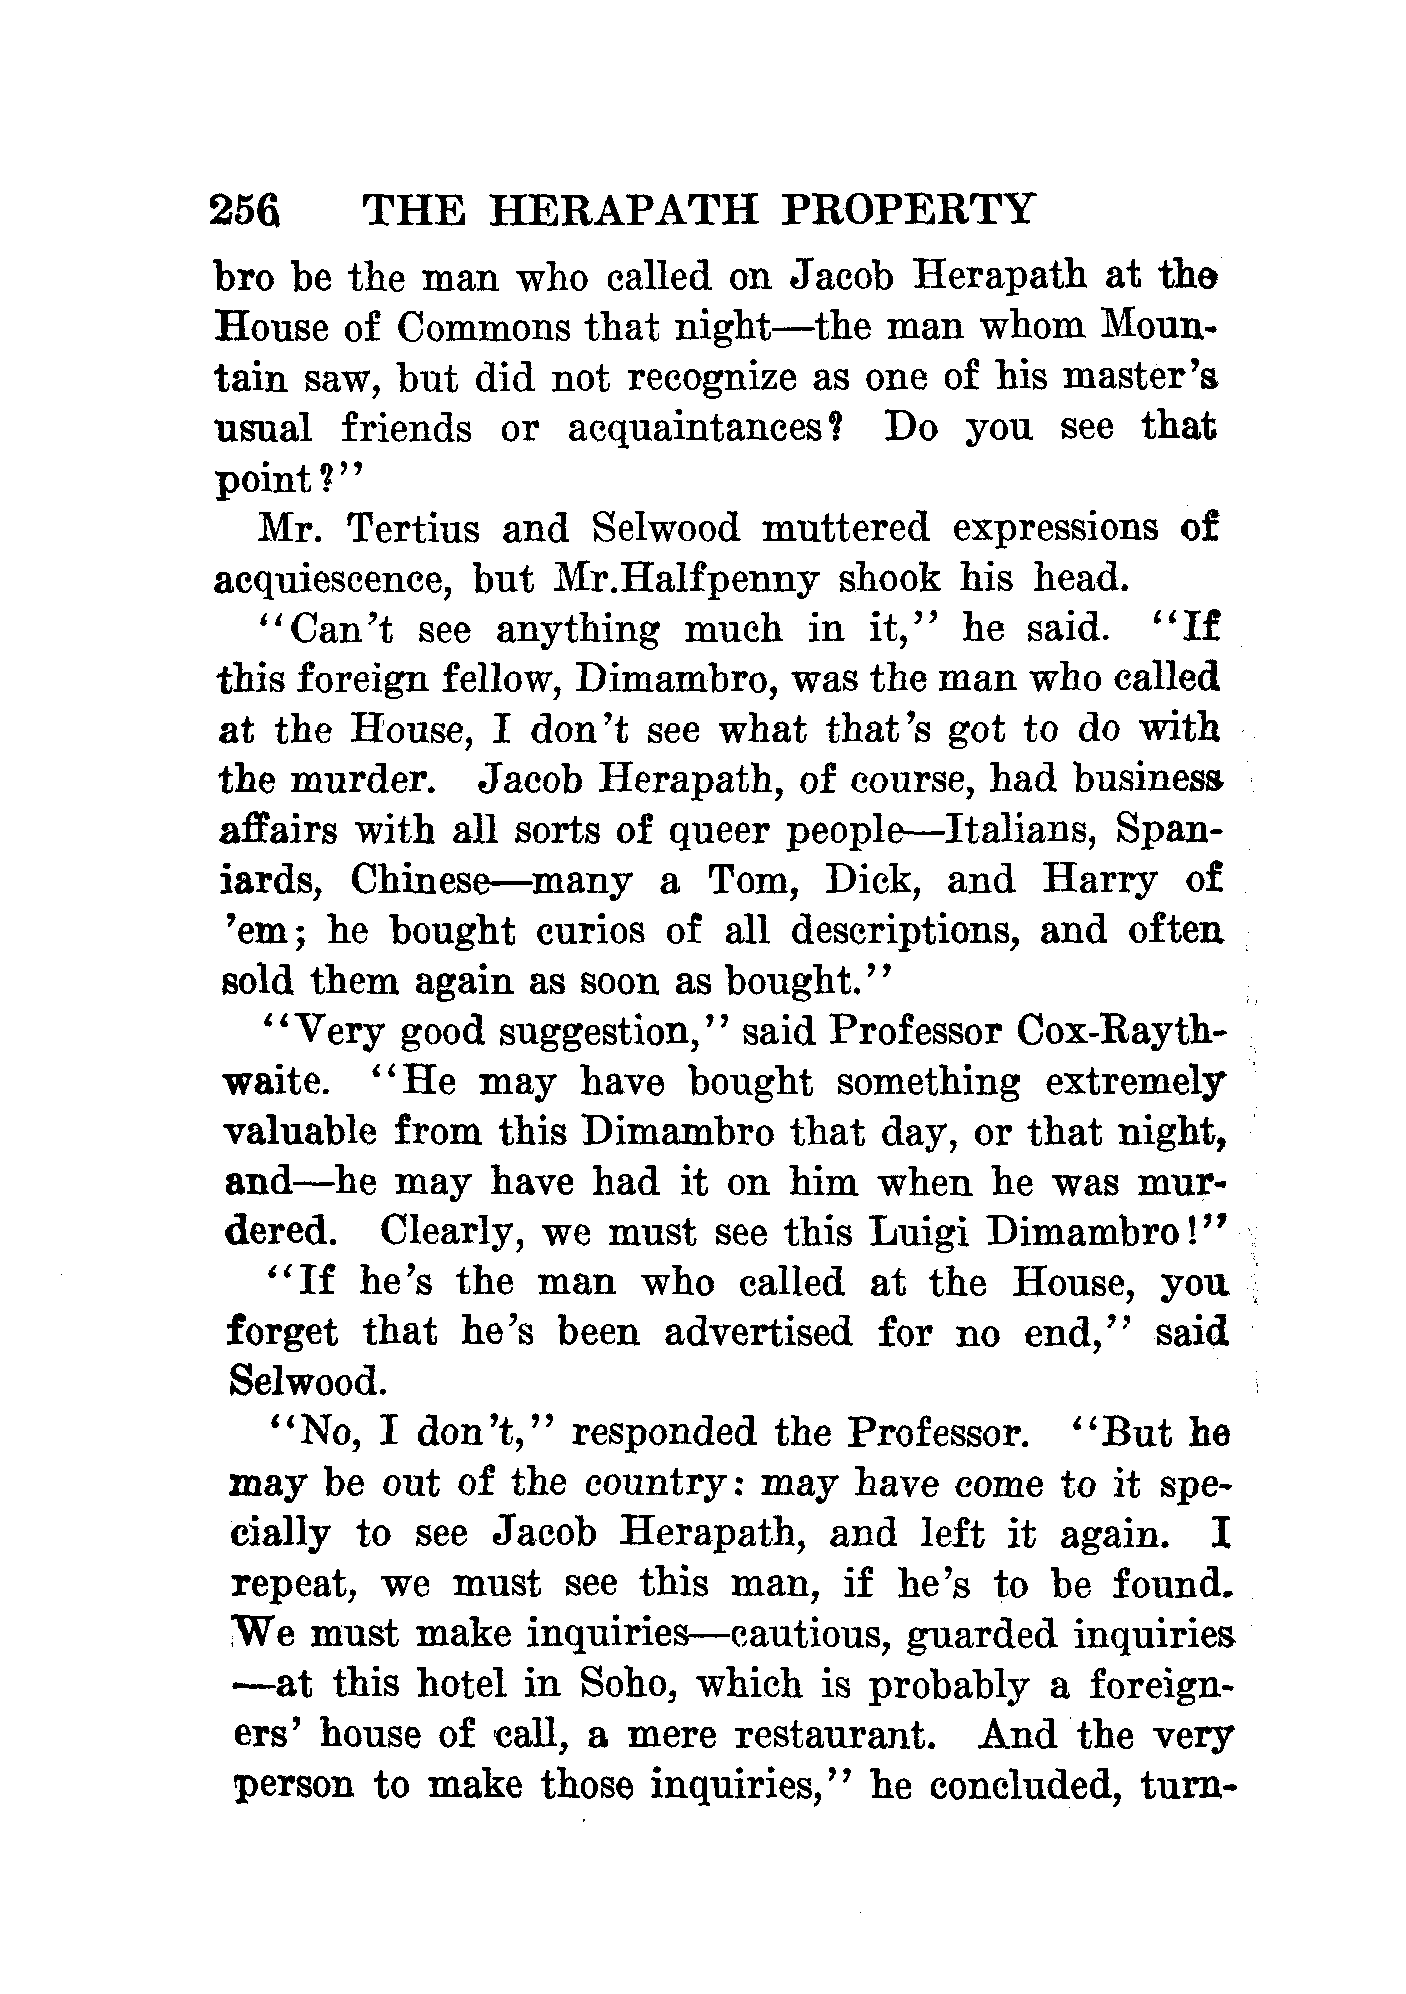 256 THE HERAPATH PROPERTY
bro be the man who called on Jacob Herapath at the
House of Commons that night—the man whom Moun-
tain saw, but did not recognize as one of his master's
usual friends or acquaintances? Do you see that
point?"
Mr. Tertius and Selwood muttered expressions of
acquiescence, but Mr.Halfpenny shook his head.
"Can't see anything much in it," he said. "If
this foreign fellow, Dimambro, was the man who called
at the House, I don't see what that's got to do with
the murder. Jacob Herapath, of course, had business
affairs with all sorts of queer people—Italians, Span-
iards, Chinese—many a Tom, Dick, and Harry of
'em; he bought curios of all descriptions, and often
sold them again as soon as bought."
"Very good suggestion," said Professor Cox-Rayth-
waite. "He may have bought something extremely
valuable from this Dimambro that day, or that night,
and—he may have had it on him when he was mur-
dered. Clearly, we must see this Luigi Dimambro!"
"If he's the man who called at the House, you
forget that he's been advertised for no end," said
Selwood.
"No, I don't," responded the Professor. "But he
may be out of the country: may have come to it spe-
cially to see Jacob Herapath, and left it again. I
repeat, we must see this man, if he's to be found.
We must make inquiries—cautious, guarded inquiries
—at this hotel in Soho, which is probably a foreign-
ers' house of call, a mere restaurant. And the very
person to make those inquiries," he concluded, turn-